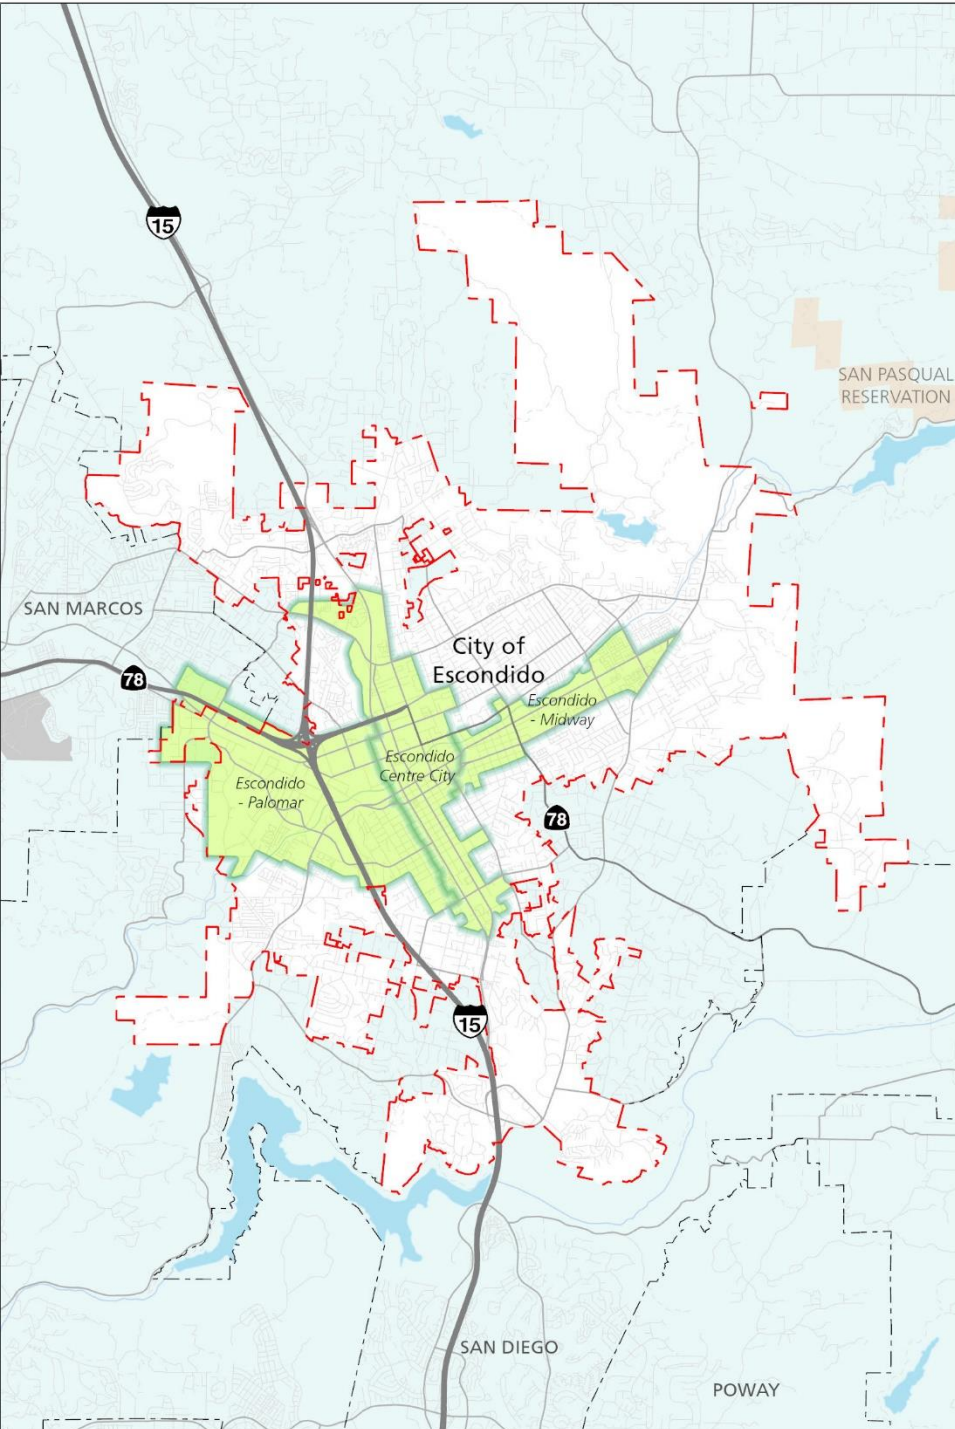 15
SAN PASQUAL
RESERVATION
SAN MARCOS
City of
Escondido
78
Escondido
- Midway
Escondido
Centre City
Escondido
- Palomar
78
15
SAN DIEGO
POWAY